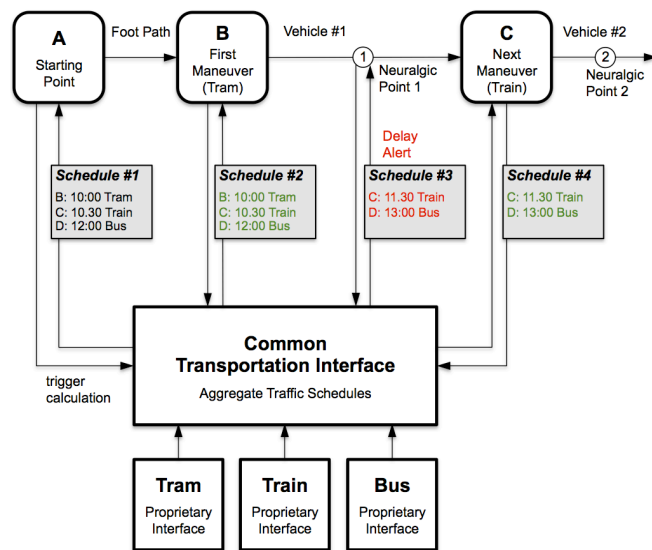 A
Starting
Point
Foot Path
B
First
Maneuver
(Tram)
Vehicle #1
1
Neuralgic
Point 1
C
Next
Maneuver
(Train)
Vehicle #2
2
Neuralgic
Point 2
Delay
Alert
Schedule #1
B: 10:00 Tram
C: 10.30 Train
D: 12:00 Bus
Schedule #2
B: 10:00 Tram
C: 10.30 Train
D: 12:00 Bus
Schedule #3
C: 11.30 Train
D: 13:00 Bus
Schedule #4
C: 11.30 Train
D: 13:00 Bus
trigger
calculation
Common
Transportation Interface
Aggregate Traffic Schedules
Tram
Proprietary
Interface
Train
Proprietary
Interface
Bus
Proprietary
Interface